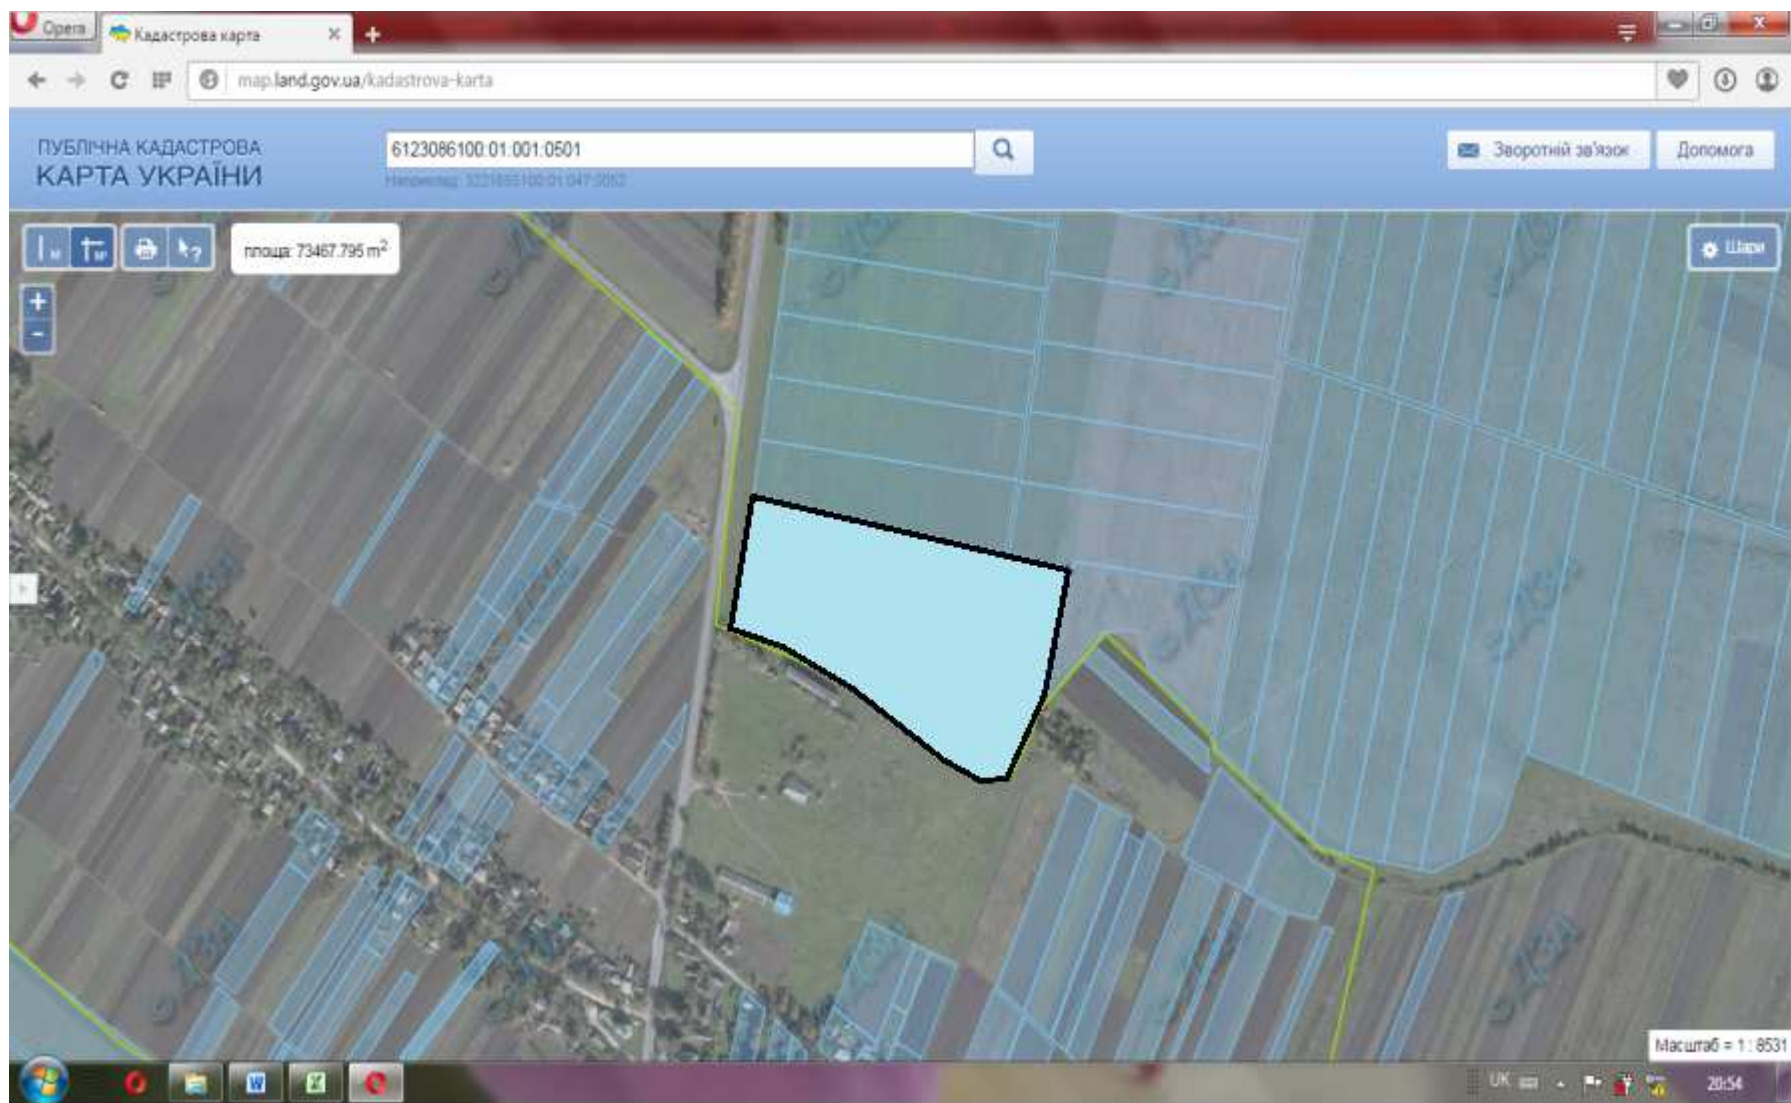 Opera
Кадастрова карта
map.land.gov.ua/kadastrova-karta
ПУБЛІЧНА КАДАСТРОВА
КАРТА УКРАЇНИ
6123086100:01:001:0501
Зворотній зв'язок
Допомога
площа: 73467.795 m²
Шари
Масштаб = 1 : 8531
UK
20:54